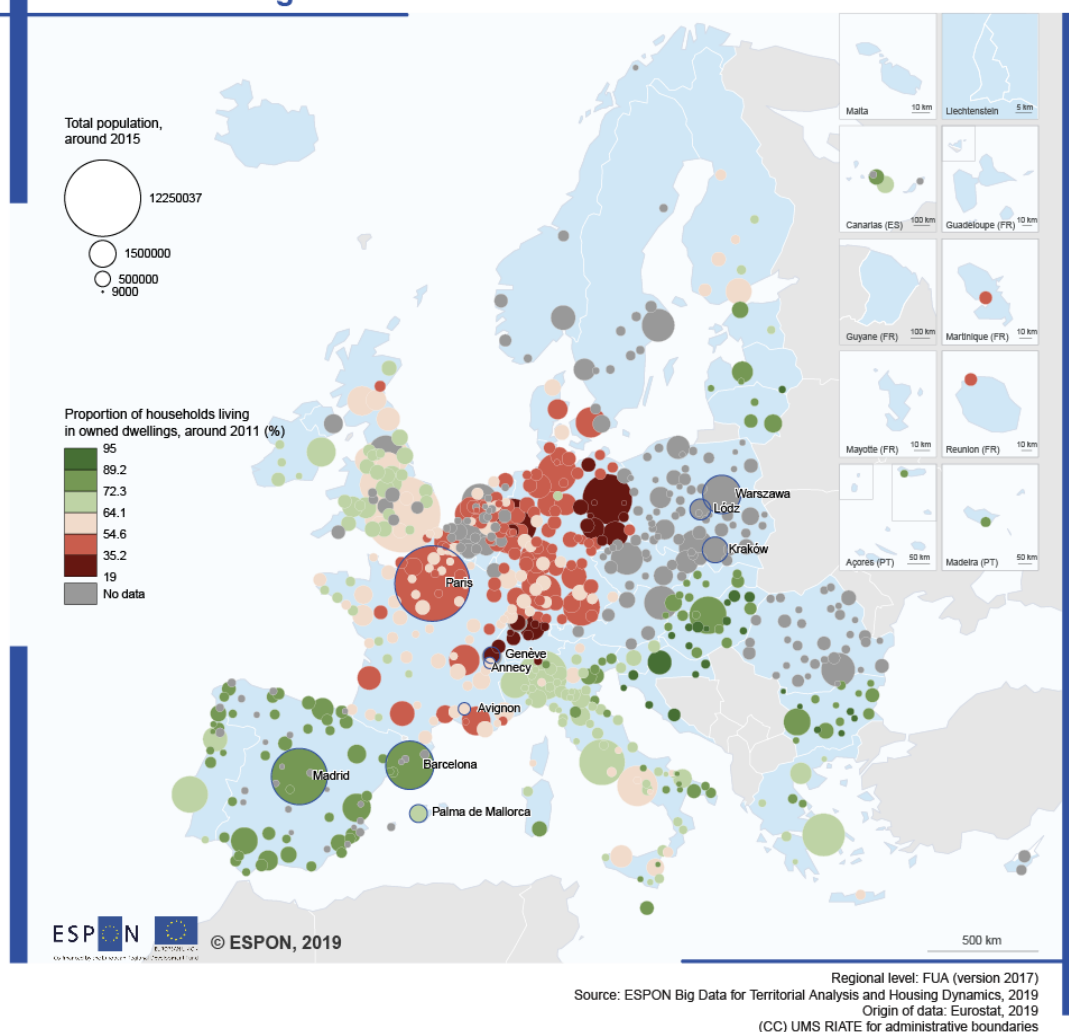 Total population,
around 2015
12250037
1500000
500000
9000
Proportion of households living
in owned dwellings, around 2011 (%)
95
89.2
72.3
64.1
54.6
35.2
19
No data
Malta
10 km
Liechtenstein
5 km
Canarias (ES)
100 km
Guadeloupe (FR)
10 km
Guyane (FR)
100 km
Martinique (FR)
10 km
Mayotte (FR)
10 km
Reunion (FR)
10 km
Açores (PT)
50 km
Madeira (PT)
50 km
Warszawa
Lódz
Kraków
Paris
Genève
Annecy
Avignon
Barcelona
Madrid
Palma de Mallorca
ESPON
© ESPON, 2019
500 km
Regional level: FUA (version 2017)
Source: ESPON Big Data for Territorial Analysis and Housing Dynamics, 2019
Origin of data: Eurostat, 2019
(CC) UMS RIATE for administrative boundaries